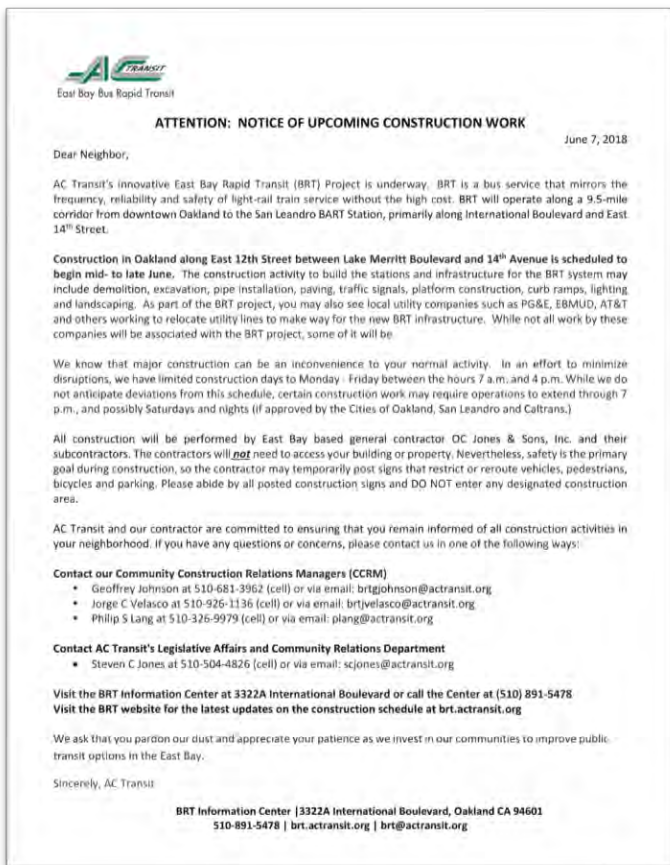 AC TRANSIT
East Bay Bus Rapid Transit
ATTENTION: NOTICE OF UPCOMING CONSTRUCTION WORK
June 7, 2018
Dear Neighbor,
AC Transit's innovative East Bay Rapid Transit (BRT) Project is underway. BRT is a bus service that mirrors the
frequency, reliability and safety of light-rail train service without the high cost. BRT will operate along a 9.5-mile
corridor from downtown Oakland to the San Leandro BART Station, primarily along International Boulevard and East
14th Street.
Construction in Oakland along East 12th Street between Lake Merritt Boulevard and 14th Avenue is scheduled to
begin mid- to late June. The construction activity to build the stations and infrastructure for the BRT system may
include demolition, excavation, pipe installation, paving, traffic signals, platform construction, curb ramps, lighting
and landscaping. As part of the BRT project, you may also see local utility companies such as PG&E, EBMUD, AT&T
and others working to relocate utility lines to make way for the new BRT infrastructure. While not all work by these
companies will be associated with the BRT project, some of it will be.
We know that major construction can be an inconvenience to your normal activity. In an effort to minimize
disruptions, we have limited construction days to Monday - Friday between the hours 7 a.m. and 4 p.m. While we do
not anticipate deviations from this schedule, certain construction work may require operations to extend through 7
p.m., and possibly Saturdays and nights (if approved by the Cities of Oakland, San Leandro and Caltrans.)
All construction will be performed by East Bay based general contractor OC Jones & Sons, Inc. and their
subcontractors. The contractors will not need to access your building or property. Nevertheless, safety is the primary
goal during construction, so the contractor may temporarily post signs that restrict or reroute vehicles, pedestrians,
bicycles and parking. Please abide by all posted construction signs and DO NOT enter any designated construction
area.
AC Transit and our contractor are committed to ensuring that you remain informed of all construction activities in
your neighborhood. If you have any questions or concerns, please contact us in one of the following ways:
Contact our Community Construction Relations Managers (CCRM)
• Geoffrey Johnson at 510-681-3962 (cell) or via email: brtgjohnson@actransit.org
• Jorge C Velasco at 510-926-1136 (cell) or via email: brtjvelasco@actransit.org
• Philip S Lang at 510-326-9979 (cell) or via email: plang@actransit.org
Contact AC Transit's Legislative Affairs and Community Relations Department
• Steven C Jones at 510-504-4826 (cell) or via email: scjones@actransit.org
Visit the BRT Information Center at 3322A International Boulevard or call the Center at (510) 891-5478
Visit the BRT website for the latest updates on the construction schedule at brt.actransit.org
We ask that you pardon our dust and appreciate your patience as we invest in our communities to improve public
transit options in the East Bay.
Sincerely, AC Transit
BRT Information Center |3322A International Boulevard, Oakland CA 94601
510-891-5478 | brt.actransit.org | brt@actransit.org